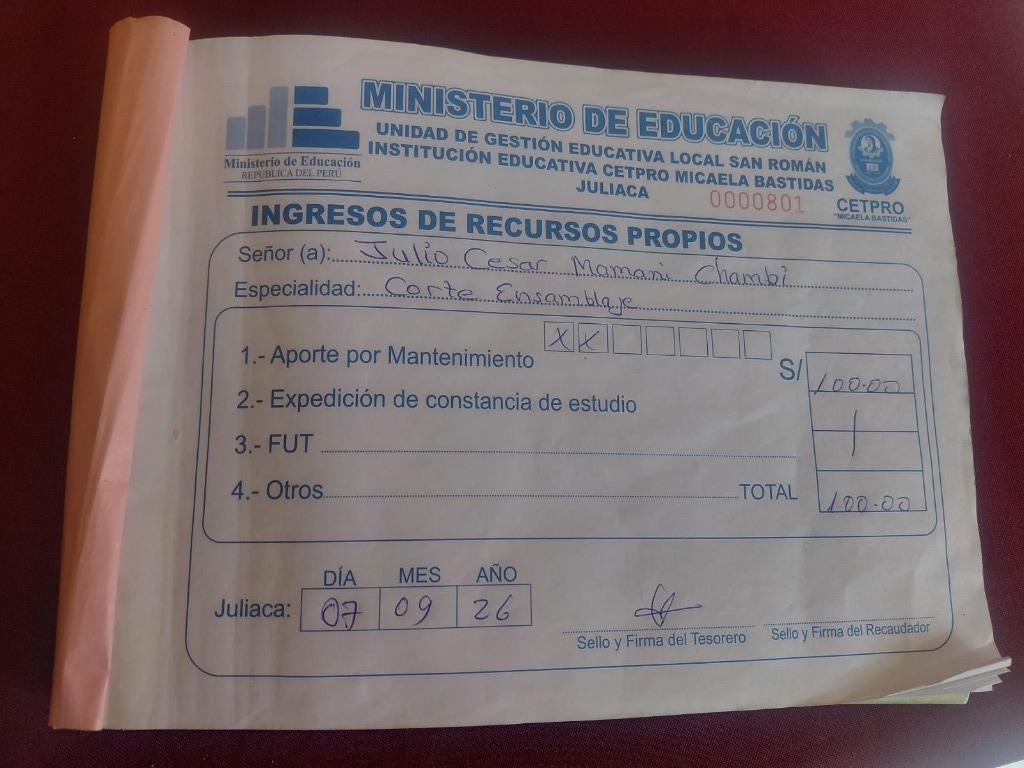 MINISTERIO DE EDUCACIÓN
UNIDAD DE GESTIÓN EDUCATIVA LOCAL SAN ROMÁN
INSTITUCIÓN EDUCATIVA CETPRO MICAELA BASTIDAS
JULIACA
0000801
Ministerio de Educación
REPUBLICA DEL PERÚ
CETPRO
"MICAELA BASTIDAS"
INGRESOS DE RECURSOS PROPIOS
Señor (a): Julio Cesar Mamani Chambi
Especialidad: Corte Ensamblaje
X X
1.- Aporte por Mantenimiento S/ 100.00
2.- Expedición de constancia de estudio
3.- FUT
4.- Otros TOTAL 100.00
DÍA MES AÑO
Juliaca: 07 09 26
Sello y Firma del Tesorero Sello y Firma del Recaudador